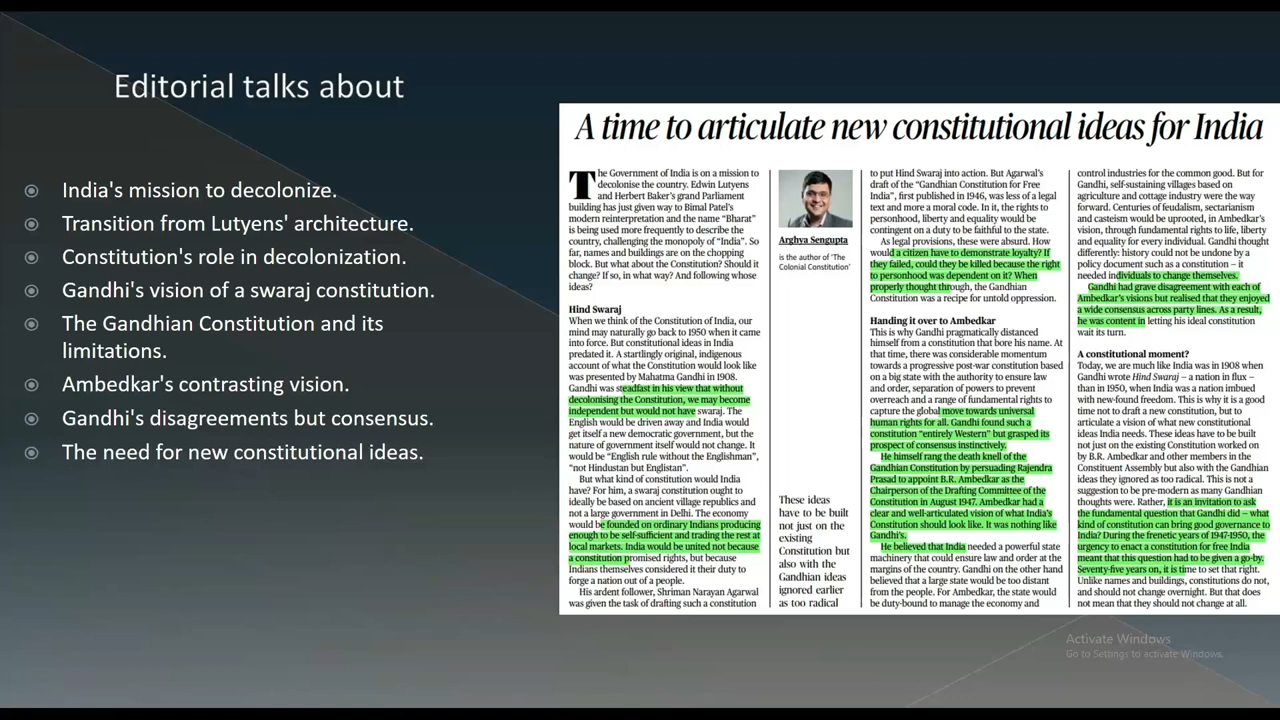 Editorial talks about
India's mission to decolonize.
Transition from Lutyens' architecture.
Constitution's role in decolonization.
Gandhi's vision of a swaraj constitution.
The Gandhian Constitution and its
limitations.
Ambedkar's contrasting vision.
Gandhi's disagreements but consensus.
The need for new constitutional ideas.
A time to articulate new constitutional ideas for India
The Government of India is on a mission to
decolonise the country. Edwin Lutyens
and Herbert Baker's grand Parliament
building has just given way to Bimal Patel's
modern reinterpretation and the name “Bharat”
is being used more frequently to describe the
country, challenging the monopoly of “India”. So
far, names and buildings are on the chopping
block. But what about the Constitution? Should it
change? If so, in what way? And following whose
ideas?
Hind Swaraj
When we think of the Constitution of India, our
mind may naturally go back to 1950 when it came
into force. But constitutional ideas in India
predated it. A startlingly original, indigenous
account of what the Constitution would look like
was presented by Mahatma Gandhi in 1908.
Gandhi was steadfast in his view that without
decolonising the Constitution, we may become
independent but would not have swaraj. The
English would be driven away and India would
get itself a new democratic government, but the
nature of government itself would not change. It
would be “English rule without the Englishman”,
“not Hindustan but Englistan”.
But what kind of constitution would India
have? For him, a swaraj constitution ought to
ideally be based on ancient village republics and
not a large government in Delhi. The economy
would be founded on ordinary Indians producing
enough to be self-sufficient and trading the rest at
local markets. India would be united not because
a constitution promised rights, but because
Indians themselves considered it their duty to
forge a nation out of a people.
His ardent follower, Shriman Narayan Agarwal
was given the task of drafting such a constitution
Arghya Sengupta
is the author of 'The
Colonial Constitution'
These ideas
have to be built
not just on the
existing
Constitution but
also with the
Gandhian ideas
ignored earlier
as too radical
to put Hind Swaraj into action. But Agarwal's
draft of the “Gandhian Constitution for Free
India”, first published in 1946, was less of a legal
text and more a moral code. In it, the rights to
personhood, liberty and equality would be
contingent on a duty to be faithful to the state.
As legal provisions, these were absurd. How
would a citizen have to demonstrate loyalty? If
they failed, could they be killed because the right
to personhood was dependent on it? When
properly thought through, the Gandhian
Constitution was a recipe for untold oppression.
Handing it over to Ambedkar
This is why Gandhi pragmatically distanced
himself from a constitution that bore his name. At
that time, there was considerable momentum
towards a progressive post-war constitution based
on a big state with the authority to ensure law and
order, separation of powers to prevent
overreach and a range of fundamental rights to
capture the global move towards universal
human rights for all. Gandhi found such a
constitution “entirely Western” but grasped its
prospect of consensus instinctively.
He himself rang the death knell of the
Gandhian Constitution by persuading Rajendra
Prasad to appoint B.R. Ambedkar as the
Chairperson of the Drafting Committee of the
Constitution in August 1947. Ambedkar had a
clear and well-articulated vision of what India's
Constitution should look like. It was nothing like
Gandhi's.
He believed that India needed a powerful state
machinery that could ensure law and order at the
margins of the country. Gandhi on the other hand
believed that a large state would be too distant
from the people. For Ambedkar, the state would
be duty-bound to manage the economy and
control industries for the common good. But for
Gandhi, self-sustaining villages based on
agriculture and cottage industry were the way
forward. Centuries of feudalism, sectarianism
and casteism would be uprooted, in Ambedkar's
vision, through fundamental rights to life, liberty
and equality for every individual. Gandhi thought
differently: history could not be undone by a
policy document such as a constitution – it
needed individuals to change themselves.
Gandhi had grave disagreement with each of
Ambedkar's visions but realised that they enjoyed
a wide consensus across party lines. As a result,
he was content in letting his ideal constitution
wait its turn.
A constitutional moment?
Today, we are much like India was in 1908 when
Gandhi wrote Hind Swaraj – a nation in flux –
than in 1950, when India was a nation imbued
with new-found freedom. This is why it is a good
time not to draft a new constitution, but to
articulate a vision of what new constitutional
ideas India needs. These ideas have to be built
not just on the existing Constitution worked on
by B.R. Ambedkar and other members in the
Constituent Assembly but also with the Gandhian
ideas they ignored as too radical. This is not a
suggestion to be pre-modern as many Gandhian
thoughts were. Rather, it is an invitation to ask
the fundamental question that Gandhi did – what
kind of constitution can bring good governance to
India? During the frenetic years of 1947-1950, the
urgency to enact a constitution for free India
meant that this question had to be given a go-by.
Seventy-five years on, it is time to set that right.
Unlike names and buildings, constitutions do not,
and should not change overnight. But that does
not mean that they should not change at all.
Activate Windows
Go to Settings to activate Windows.